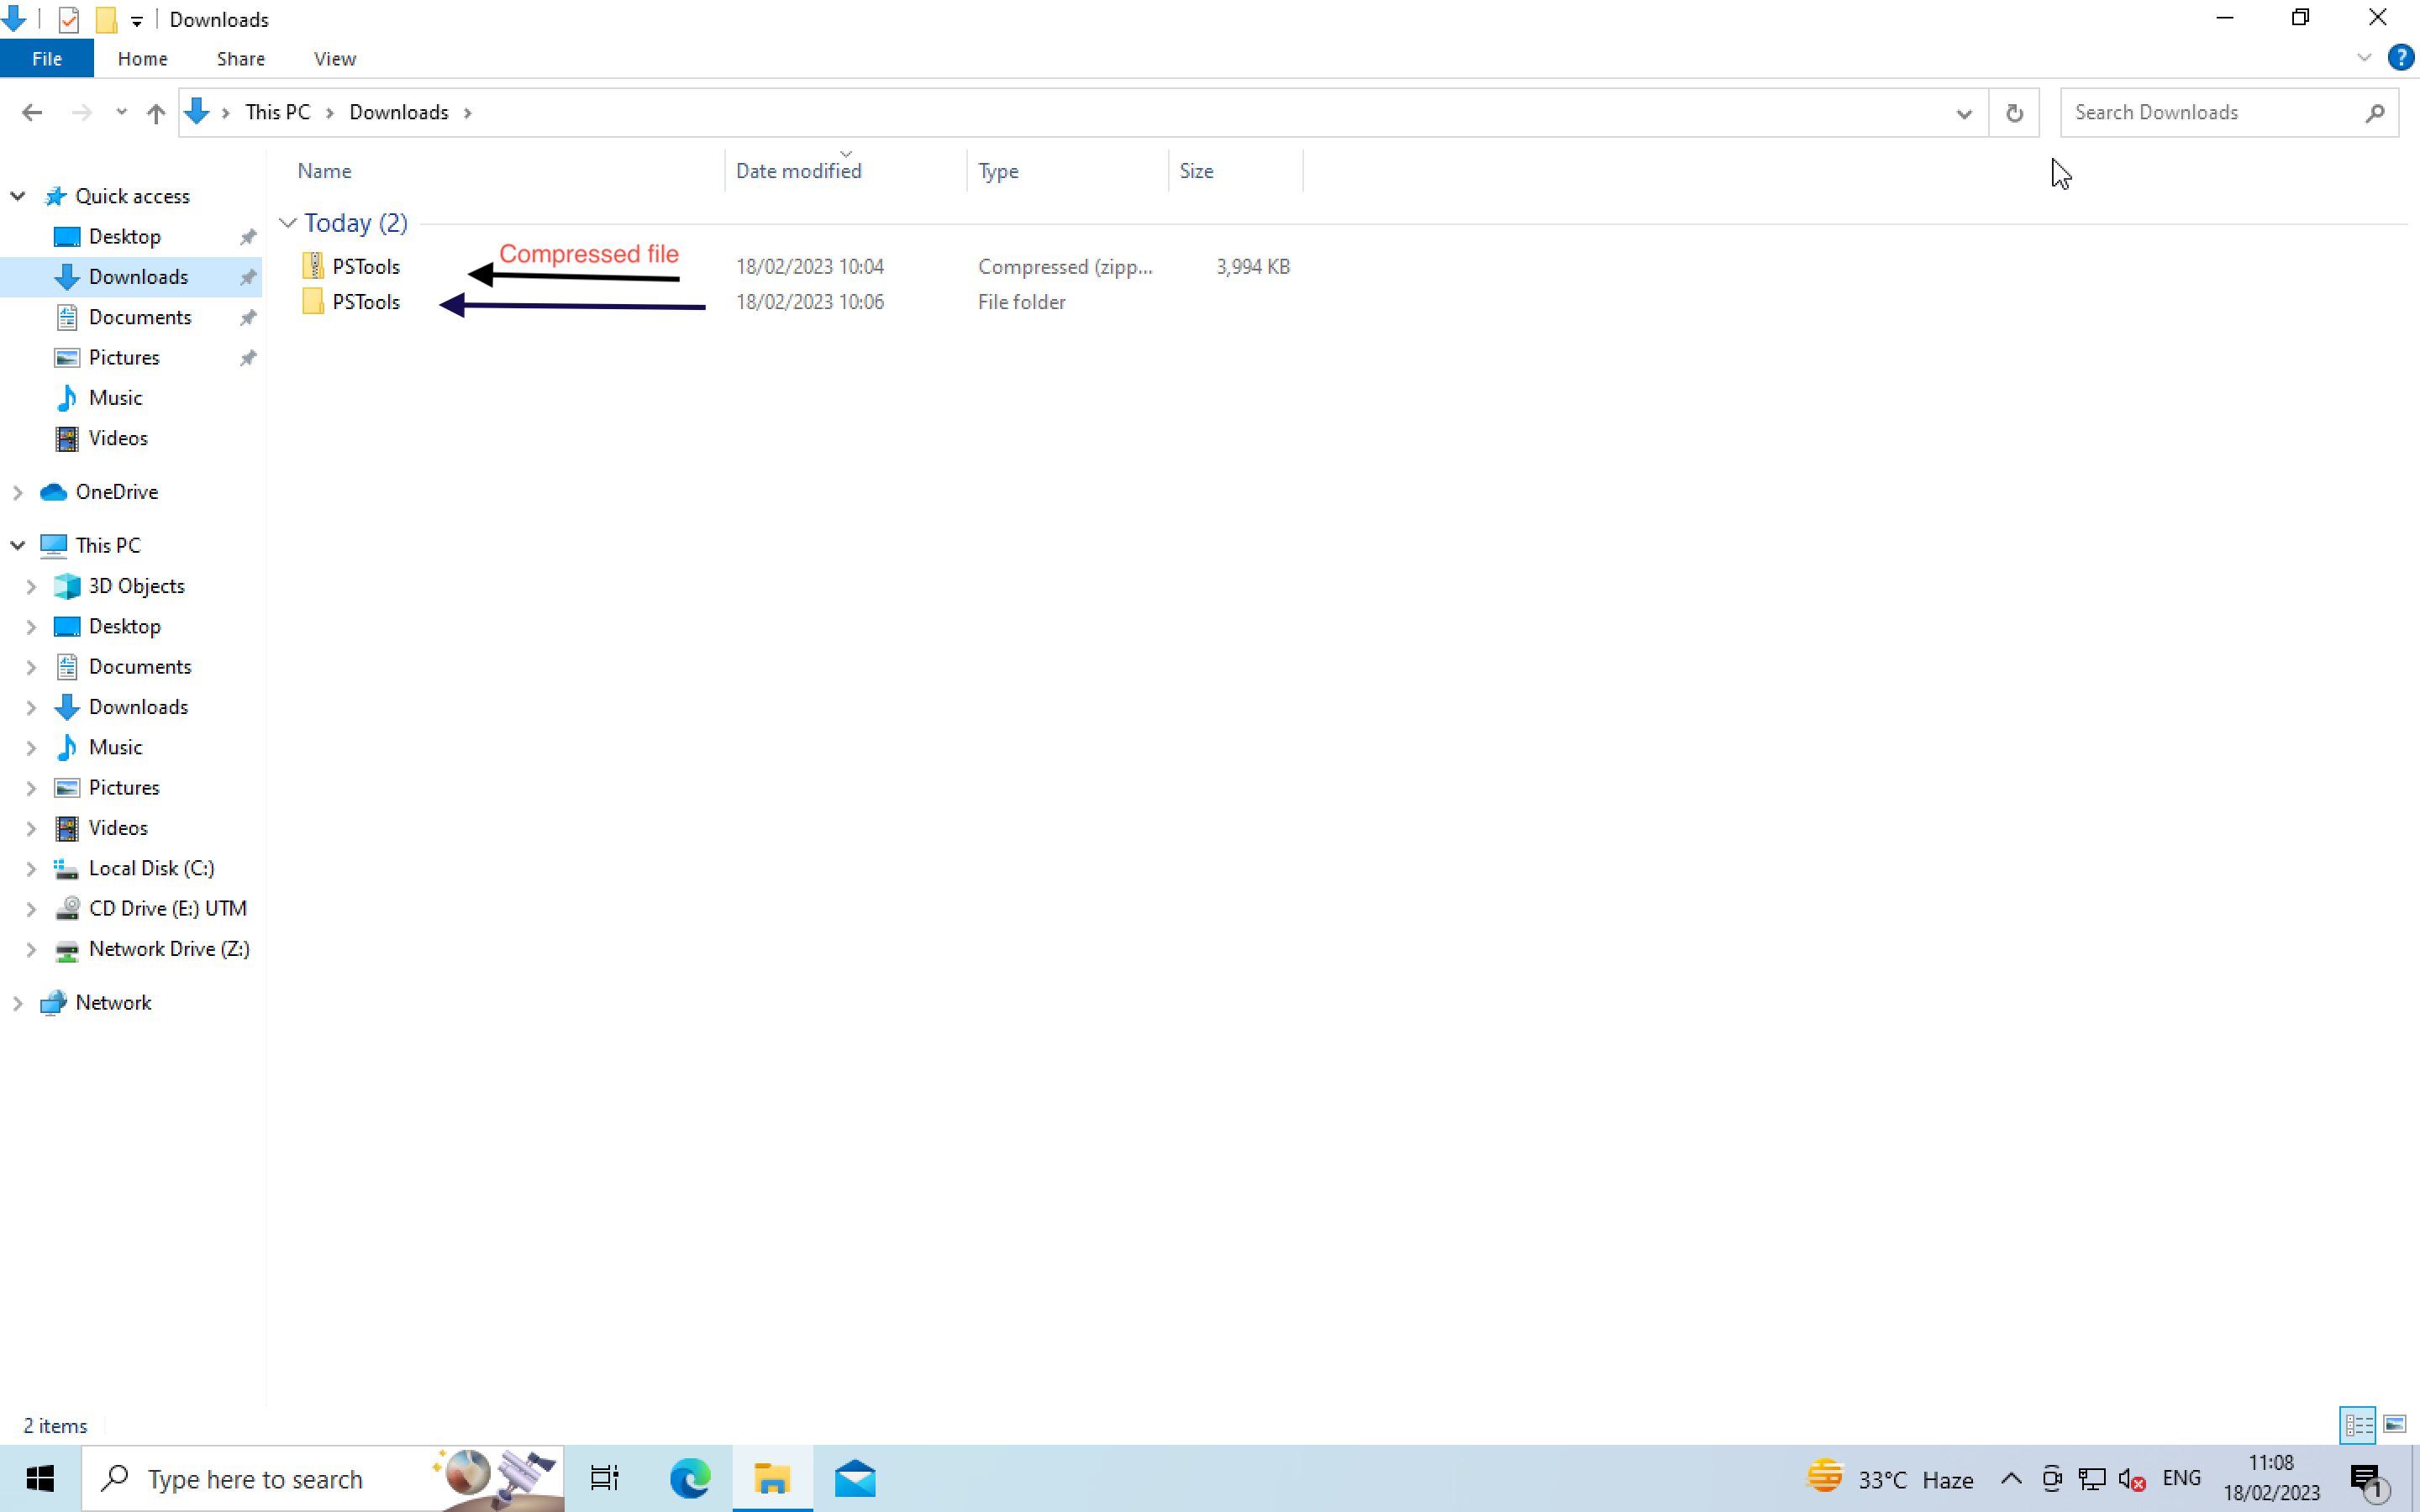 Downloads
File Home Share View
This PC Downloads Search Downloads
Name Date modified Type Size
Today (2)
Compressed file
PSTools 18/02/2023 10:04 Compressed (zipp... 3,994 KB
PSTools 18/02/2023 10:06 File folder
Quick access
Desktop
Downloads
Documents
Pictures
Music
Videos
OneDrive
This PC
3D Objects
Desktop
Documents
Downloads
Music
Pictures
Videos
Local Disk (C:)
CD Drive (E:) UTM
Network Drive (Z:)
Network
2 items
Type here to search
33°C Haze ENG 11:08
18/02/2023
1